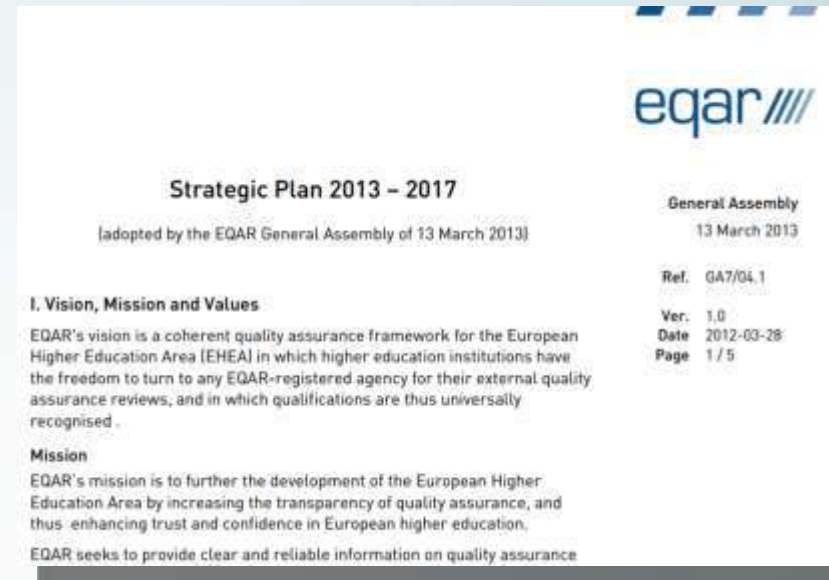 eqar
Strategic Plan 2013 – 2017
(adopted by the EQAR General Assembly of 13 March 2013)
General Assembly
13 March 2013
Ref. GA7/04.1
Ver. 1.0
Date 2012-03-28
Page 1 / 5
I. Vision, Mission and Values
EQAR's vision is a coherent quality assurance framework for the European
Higher Education Area (EHEA) in which higher education institutions have
the freedom to turn to any EQAR-registered agency for their external quality
assurance reviews, and in which qualifications are thus universally
recognised .
Mission
EQAR's mission is to further the development of the European Higher
Education Area by increasing the transparency of quality assurance, and
thus enhancing trust and confidence in European higher education.
EQAR seeks to provide clear and reliable information on quality assurance